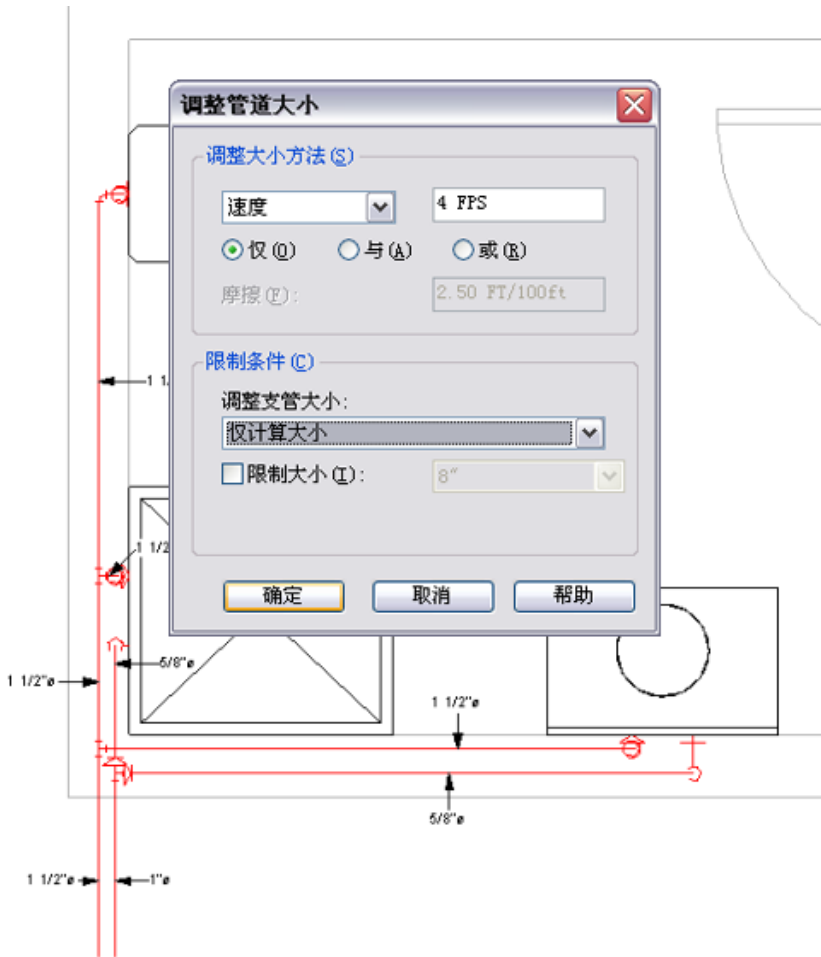 调整管道大小
调整大小方法(S)
速度 4 FPS
仅(O) 与(A) 或(R)
摩擦(F): 2.50 FT/100ft
限制条件(C)
调整支管大小:
仅计算大小
限制大小(I): 8"
确定 取消 帮助
1 1/2
5/8"ø
1 1/2"ø
1 1/2"ø
5/8"ø
1 1/2"ø
1"ø